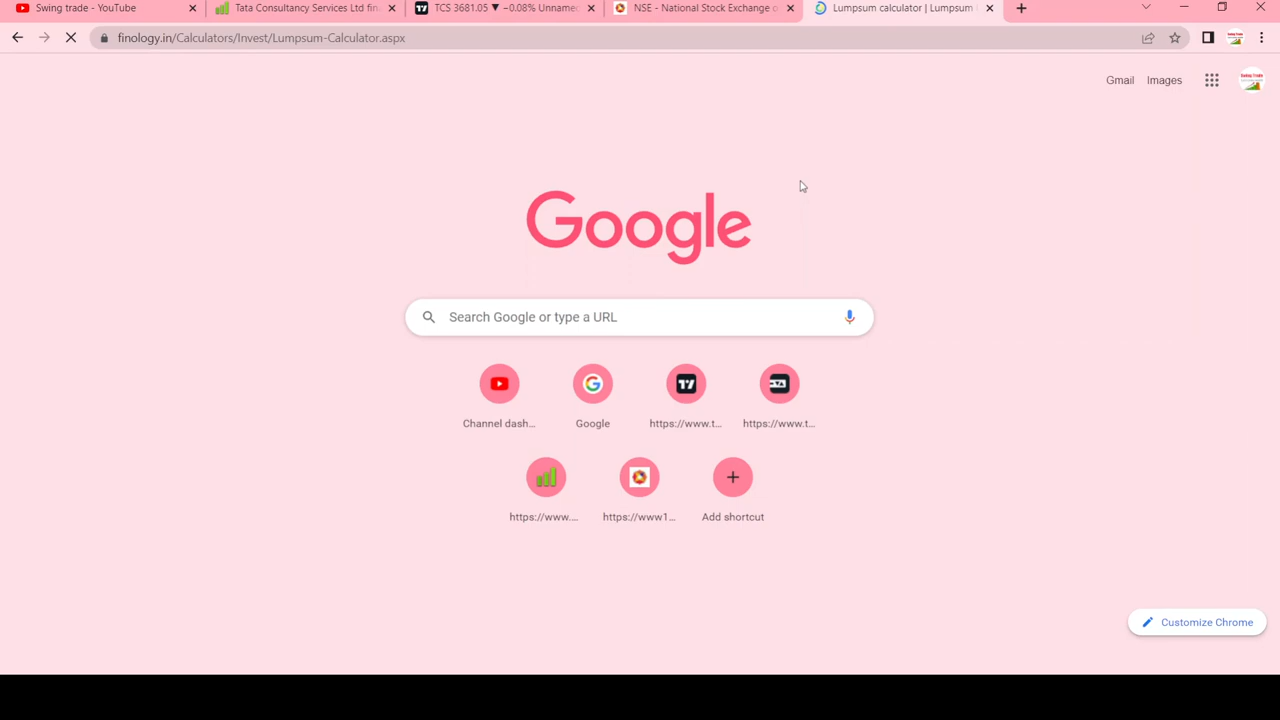 Swing trade - YouTube
Tata Consultancy Services Ltd fin
TCS 3681.05 ▼ −0.08% Unname
NSE - National Stock Exchange o
Lumpsum calculator | Lumpsum
finology.in/Calculators/Invest/Lumpsum-Calculator.aspx
Gmail Images
Google
Search Google or type a URL
Channel dash...
Google
https://www.t...
https://www.t...
https://www....
https://www1...
Add shortcut
Customize Chrome